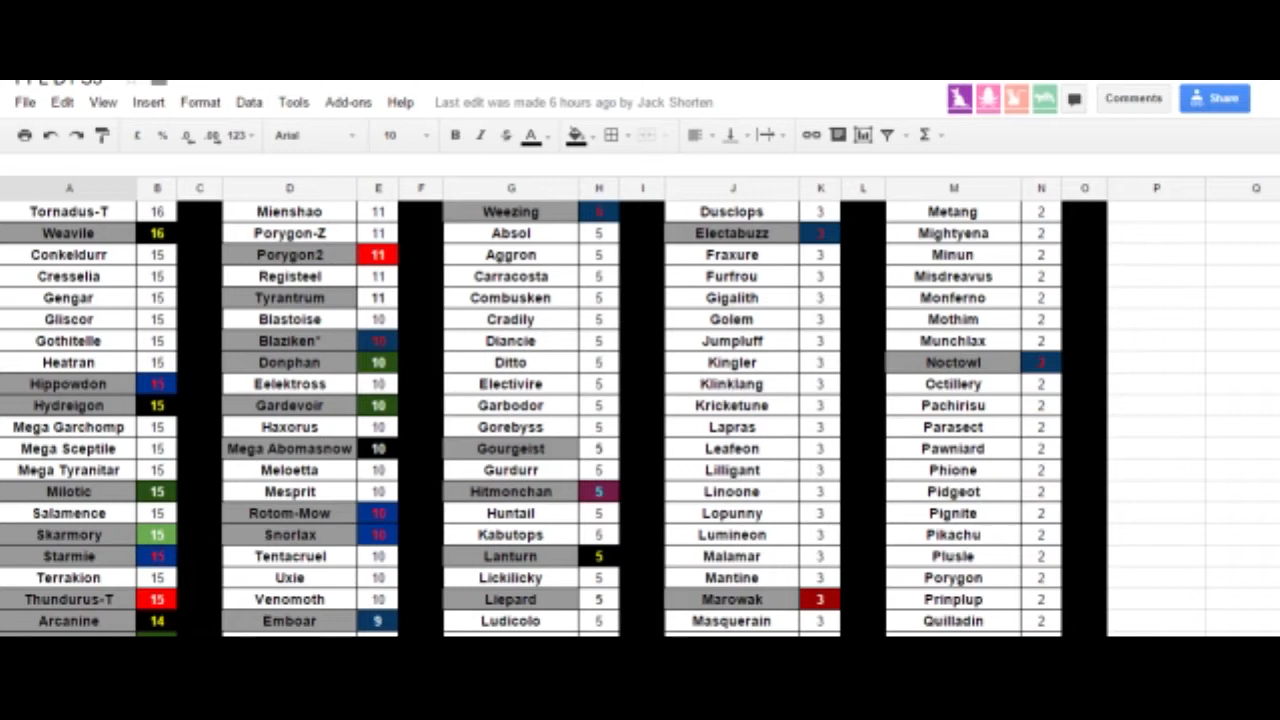 File Edit View Insert Format Data Tools Add-ons Help Last edit was made 6 hours ago by Jack Shorten Comments Share
£ % .0 .00 123 Arial 10 B I S A Σ
A B C D E F G H I J K L M N O P Q
Tornadus-T 16 Mienshao 11 Weezing 6 Dusclops 3 Metang 2
Weavile 16 Porygon-Z 11 Absol 5 Electabuzz 3 Mightyena 2
Conkeldurr 15 Porygon2 11 Aggron 5 Fraxure 3 Minun 2
Cresselia 15 Registeel 11 Carracosta 5 Furfrou 3 Misdreavus 2
Gengar 15 Tyrantrum 11 Combusken 5 Gigalith 3 Monferno 2
Gliscor 15 Blastoise 10 Cradily 5 Golem 3 Mothim 2
Gothitelle 15 Blaziken* 10 Diancie 5 Jumpluff 3 Munchlax 2
Heatran 15 Donphan 10 Ditto 5 Kingler 3 Noctowl 2
Hippowdon 15 Eelektross 10 Electivire 5 Klinklang 3 Octillery 2
Hydreigon 15 Gardevoir 10 Garbodor 5 Kricketune 3 Pachirisu 2
Mega Garchomp 15 Haxorus 10 Gorebyss 5 Lapras 3 Parasect 2
Mega Sceptile 15 Mega Abomasnow 10 Gourgeist 5 Leafeon 3 Pawniard 2
Mega Tyranitar 15 Meloetta 10 Gurdurr 5 Lilligant 3 Phione 2
Milotic 15 Mesprit 10 Hitmonchan 5 Linoone 3 Pidgeot 2
Salamence 15 Rotom-Mow 10 Huntail 5 Lopunny 3 Pignite 2
Skarmory 15 Snorlax 10 Kabutops 5 Lumineon 3 Pikachu 2
Starmie 15 Tentacruel 10 Lanturn 5 Malamar 3 Plusle 2
Terrakion 15 Uxie 10 Lickilicky 5 Mantine 3 Porygon 2
Thundurus-T 15 Venomoth 10 Liepard 5 Marowak 3 Prinplup 2
Arcanine 14 Emboar 9 Ludicolo 5 Masquerain 3 Quilladin 2